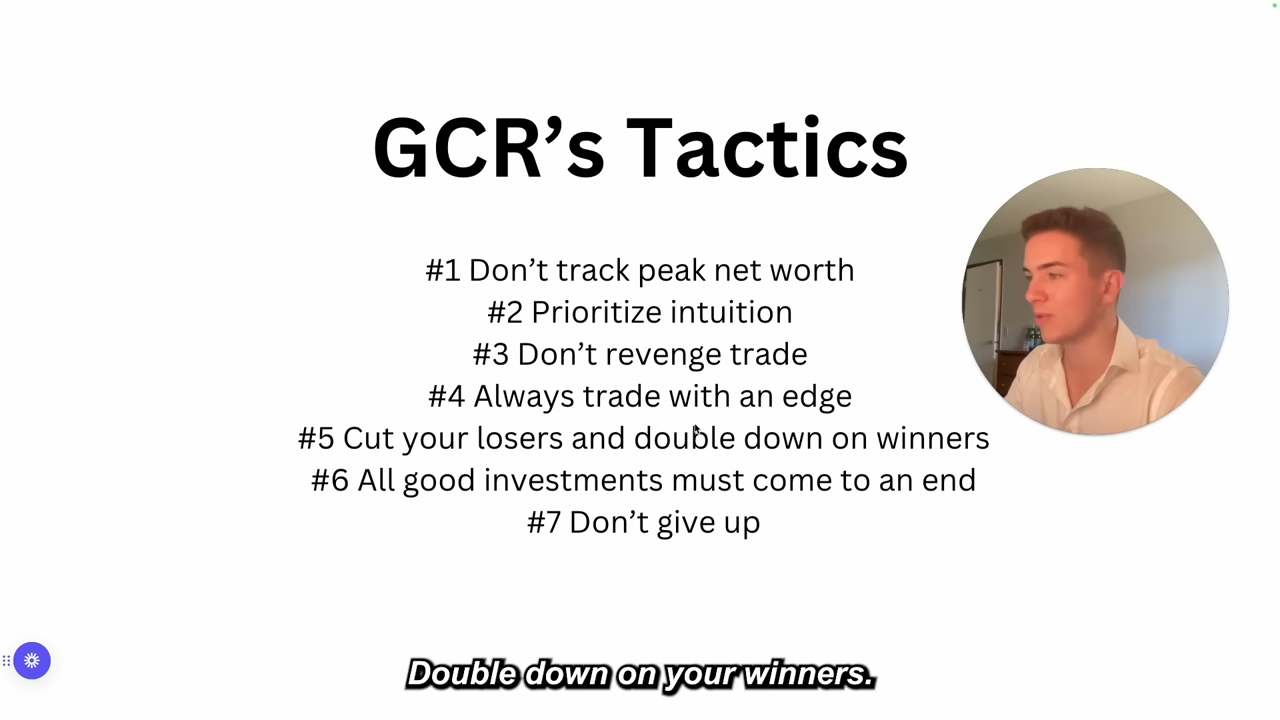 GCR’s Tactics
#1 Don’t track peak net worth
#2 Prioritize intuition
#3 Don’t revenge trade
#4 Always trade with an edge
#5 Cut your losers and double down on winners
#6 All good investments must come to an end
#7 Don’t give up
Double down on your winners.